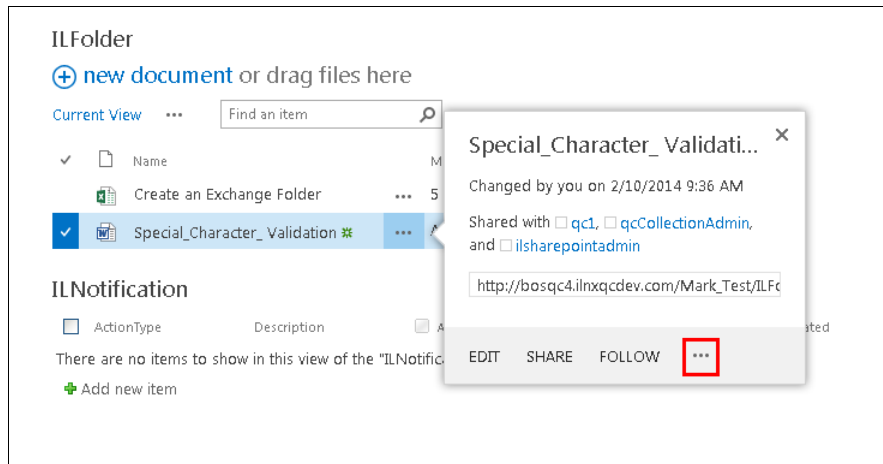 ILFolder
new document or drag files here
Current View ... Find an item
Name M
Create an Exchange Folder ... 5
Special_Character_ Validation ... A
Special_Character_ Validati...
Changed by you on 2/10/2014 9:36 AM
Shared with qc1, qcCollectionAdmin,
and ilsharepointadmin
http://bosqc4.ilnxqcdev.com/Mark_Test/ILFo
EDIT SHARE FOLLOW ...
ILNotification
ActionType Description A ated
There are no items to show in this view of the "ILNotific
Add new item